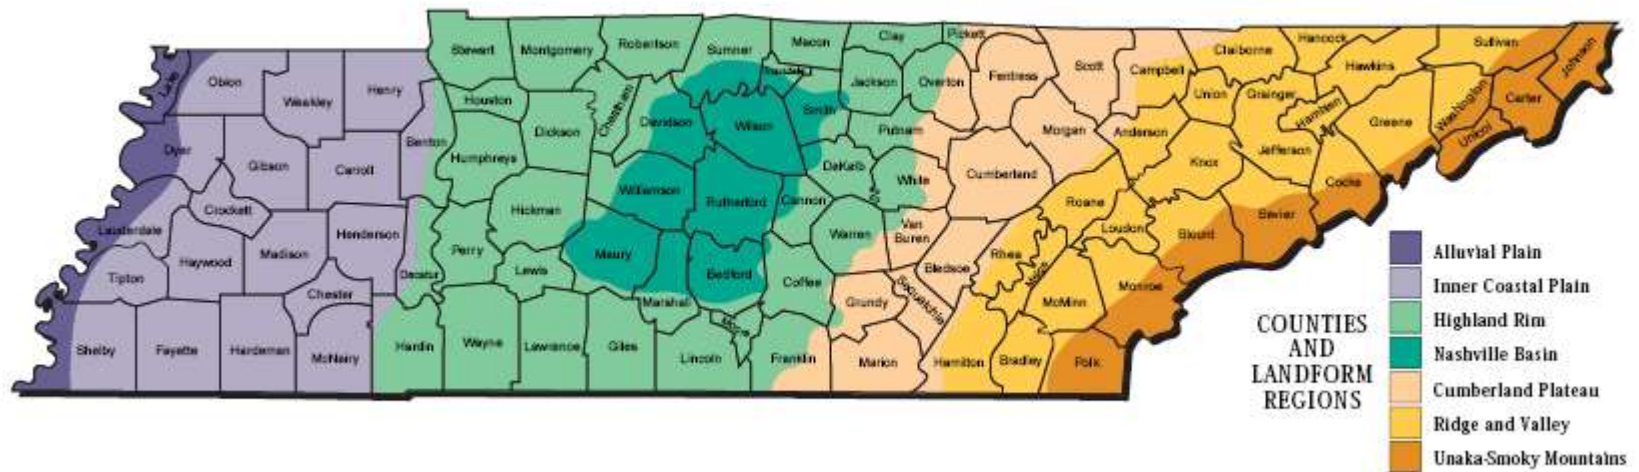 Stewart
Montgomery
Robertson
Sumner
Macon
Clay
Pickett
Lake
Obion
Weakley
Henry
Houston
Cheatham
Jackson
Overton
Fentress
Scott
Campbell
Claiborne
Hancock
Hawkins
Sullivan
Johnson
Dyer
Gibson
Carroll
Benton
Humphreys
Dickson
Davidson
Wilson
Smith
Putnam
Morgan
Anderson
Union
Grainger
Hamblen
Greene
Washington
Carter
Unicoi
Crockett
Lauderdale
Haywood
Madison
Henderson
Hickman
Williamson
Rutherford
Cannon
DeKalb
White
Cumberland
Roane
Knox
Jefferson
Cocke
Sevier
Tipton
Chester
Decatur
Perry
Lewis
Maury
Bedford
Coffee
Warren
Van
Buren
Bledsoe
Rhea
Loudon
Blount
Shelby
Fayette
Hardeman
McNairy
Hardin
Wayne
Lawrence
Giles
Marshall
Lincoln
Franklin
Grundy
Sequatchie
Marion
Hamilton
Bradley
McMinn
Monroe
Polk
COUNTIES
AND
LANDFORM
REGIONS
Alluvial Plain
Inner Coastal Plain
Highland Rim
Nashville Basin
Cumberland Plateau
Ridge and Valley
Unaka-Smoky Mountains